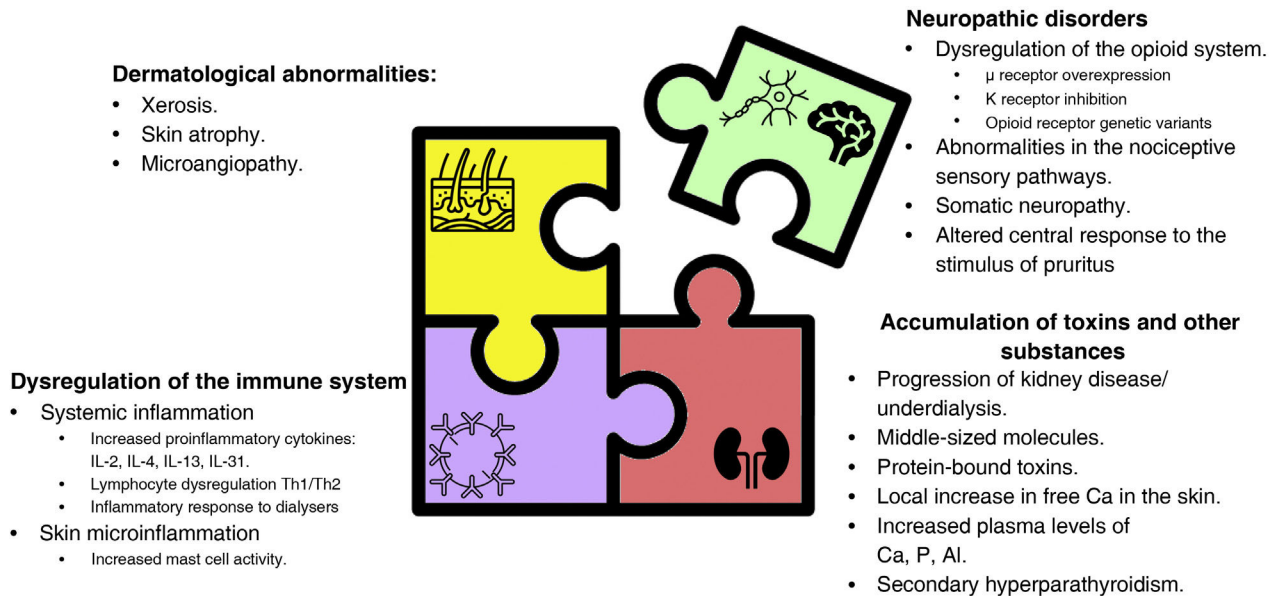 Dermatological abnormalities:
• Xerosis.
• Skin atrophy.
• Microangiopathy.
Neuropathic disorders
• Dysregulation of the opioid system.
• μ receptor overexpression
• K receptor inhibition
• Opioid receptor genetic variants
• Abnormalities in the nociceptive
sensory pathways.
• Somatic neuropathy.
• Altered central response to the
stimulus of pruritus
Dysregulation of the immune system
• Systemic inflammation
• Increased proinflammatory cytokines:
IL-2, IL-4, IL-13, IL-31.
• Lymphocyte dysregulation Th1/Th2
• Inflammatory response to dialysers
• Skin microinflammation
• Increased mast cell activity.
Accumulation of toxins and other
substances
• Progression of kidney disease/
underdialysis.
• Middle-sized molecules.
• Protein-bound toxins.
• Local increase in free Ca in the skin.
• Increased plasma levels of
Ca, P, Al.
• Secondary hyperparathyroidism.